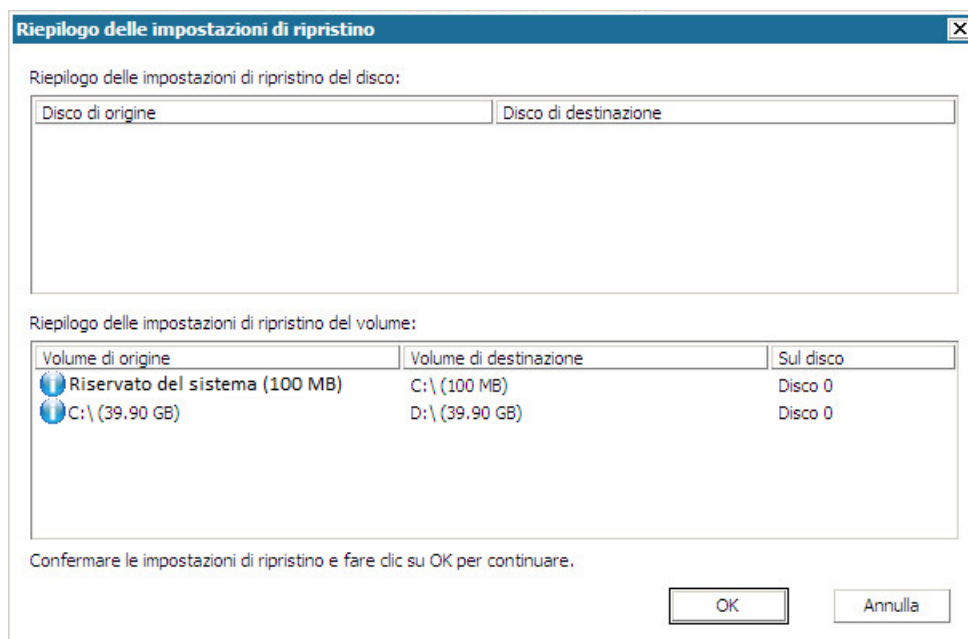 Riepilogo delle impostazioni di ripristino
Riepilogo delle impostazioni di ripristino del disco:
Disco di origine Disco di destinazione
Riepilogo delle impostazioni di ripristino del volume:
Volume di origine Volume di destinazione Sul disco
Riservato del sistema (100 MB) C:\ (100 MB) Disco 0
C:\ (39.90 GB) D:\ (39.90 GB) Disco 0
Confermare le impostazioni di ripristino e fare clic su OK per continuare.
OK Annulla